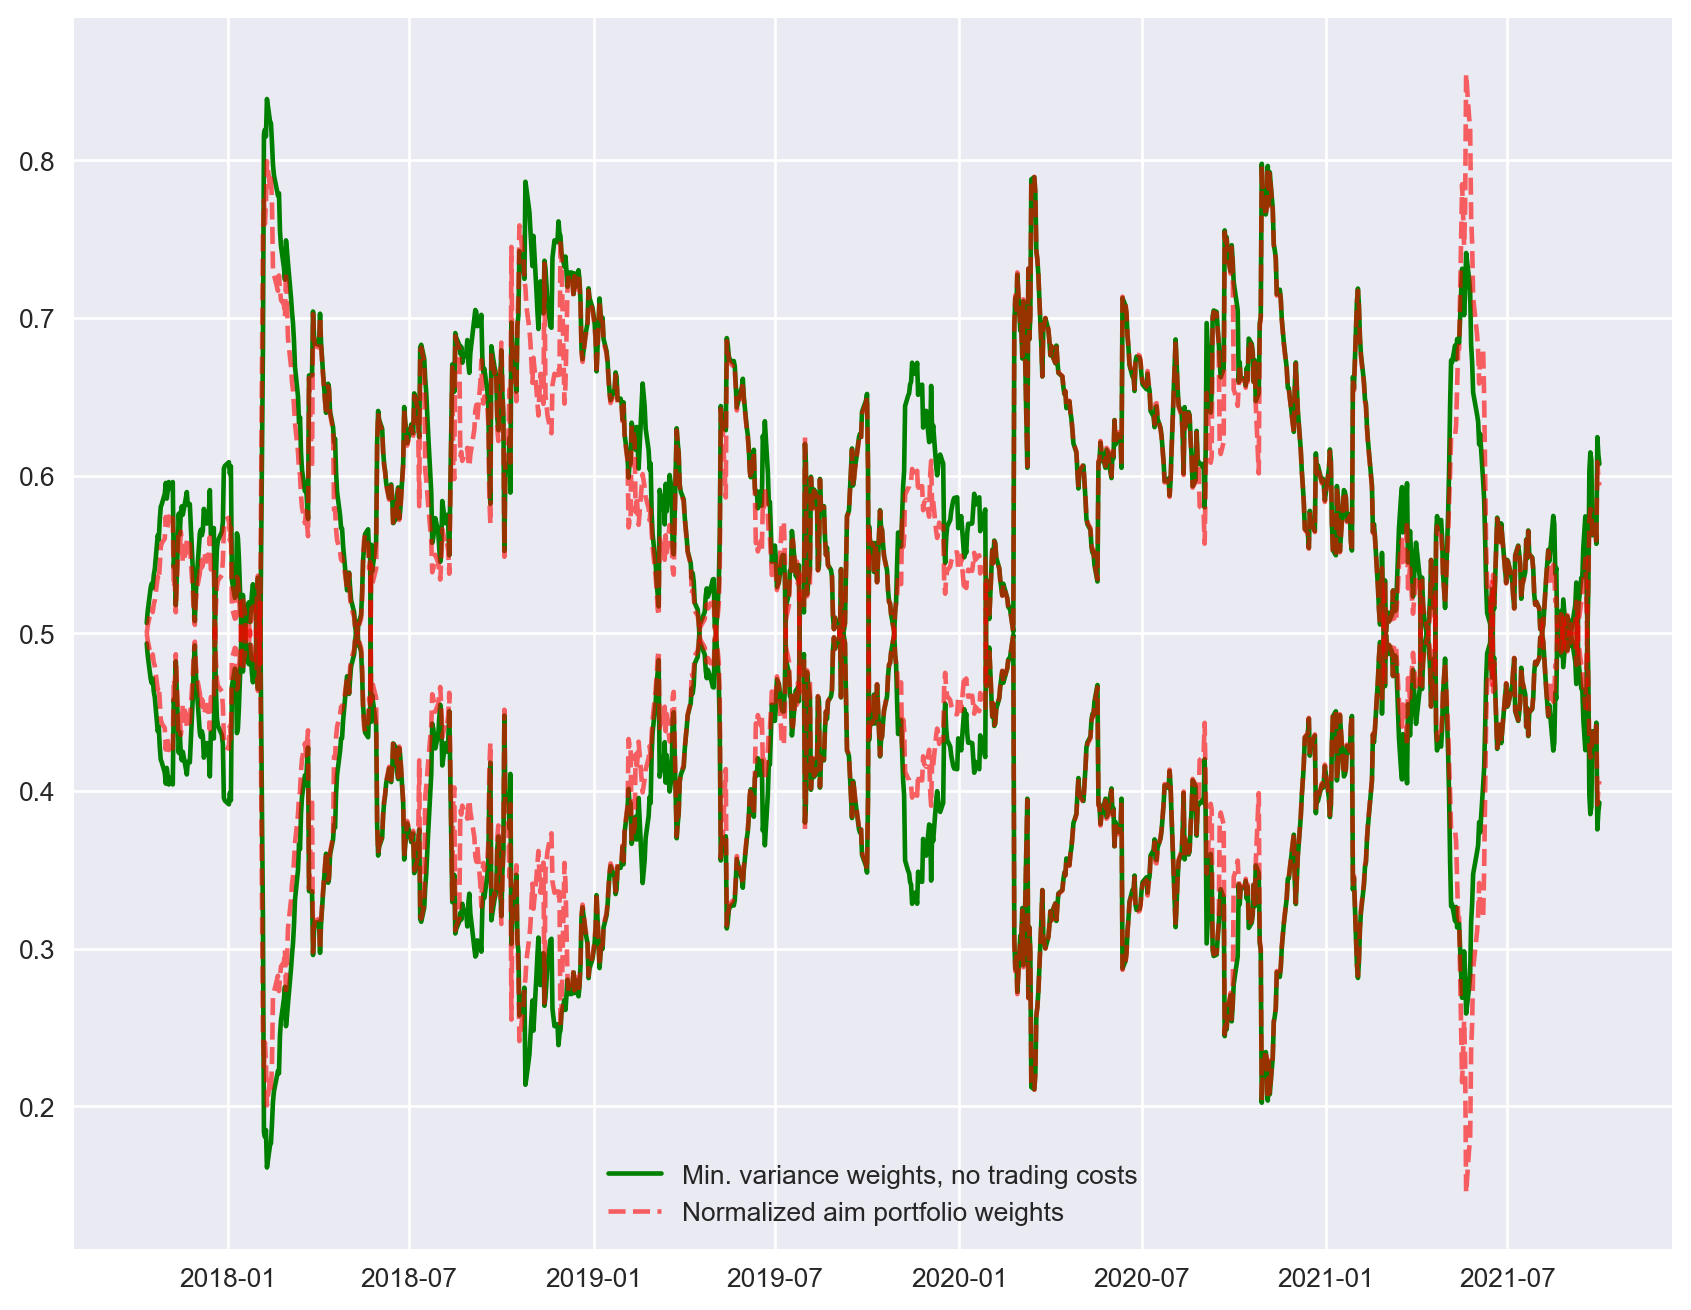 0.8
0.7
0.6
0.5
0.4
0.3
0.2
Min. variance weights, no trading costs
Normalized aim portfolio weights
2018-01 2018-07 2019-01 2019-07 2020-01 2020-07 2021-01 2021-07